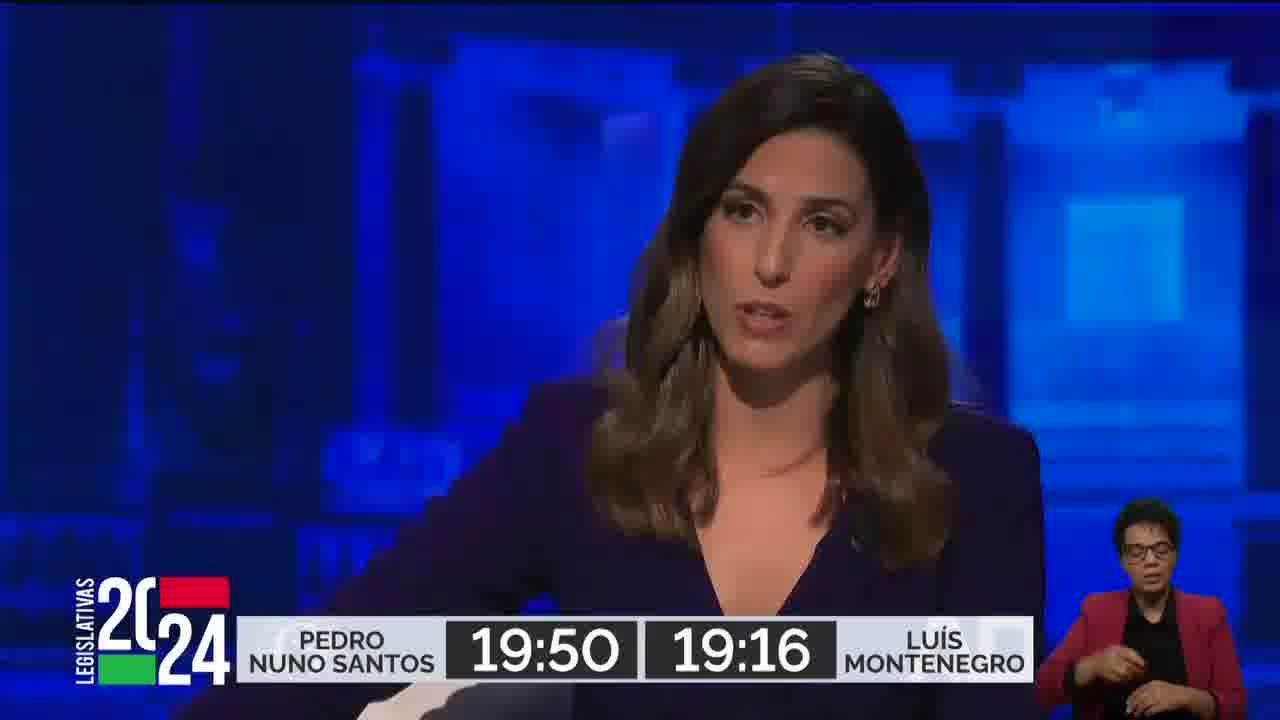 LEGISLATIVAS
2024
PEDRO
NUNO SANTOS
19:50
19:16
LUÍS
MONTENEGRO